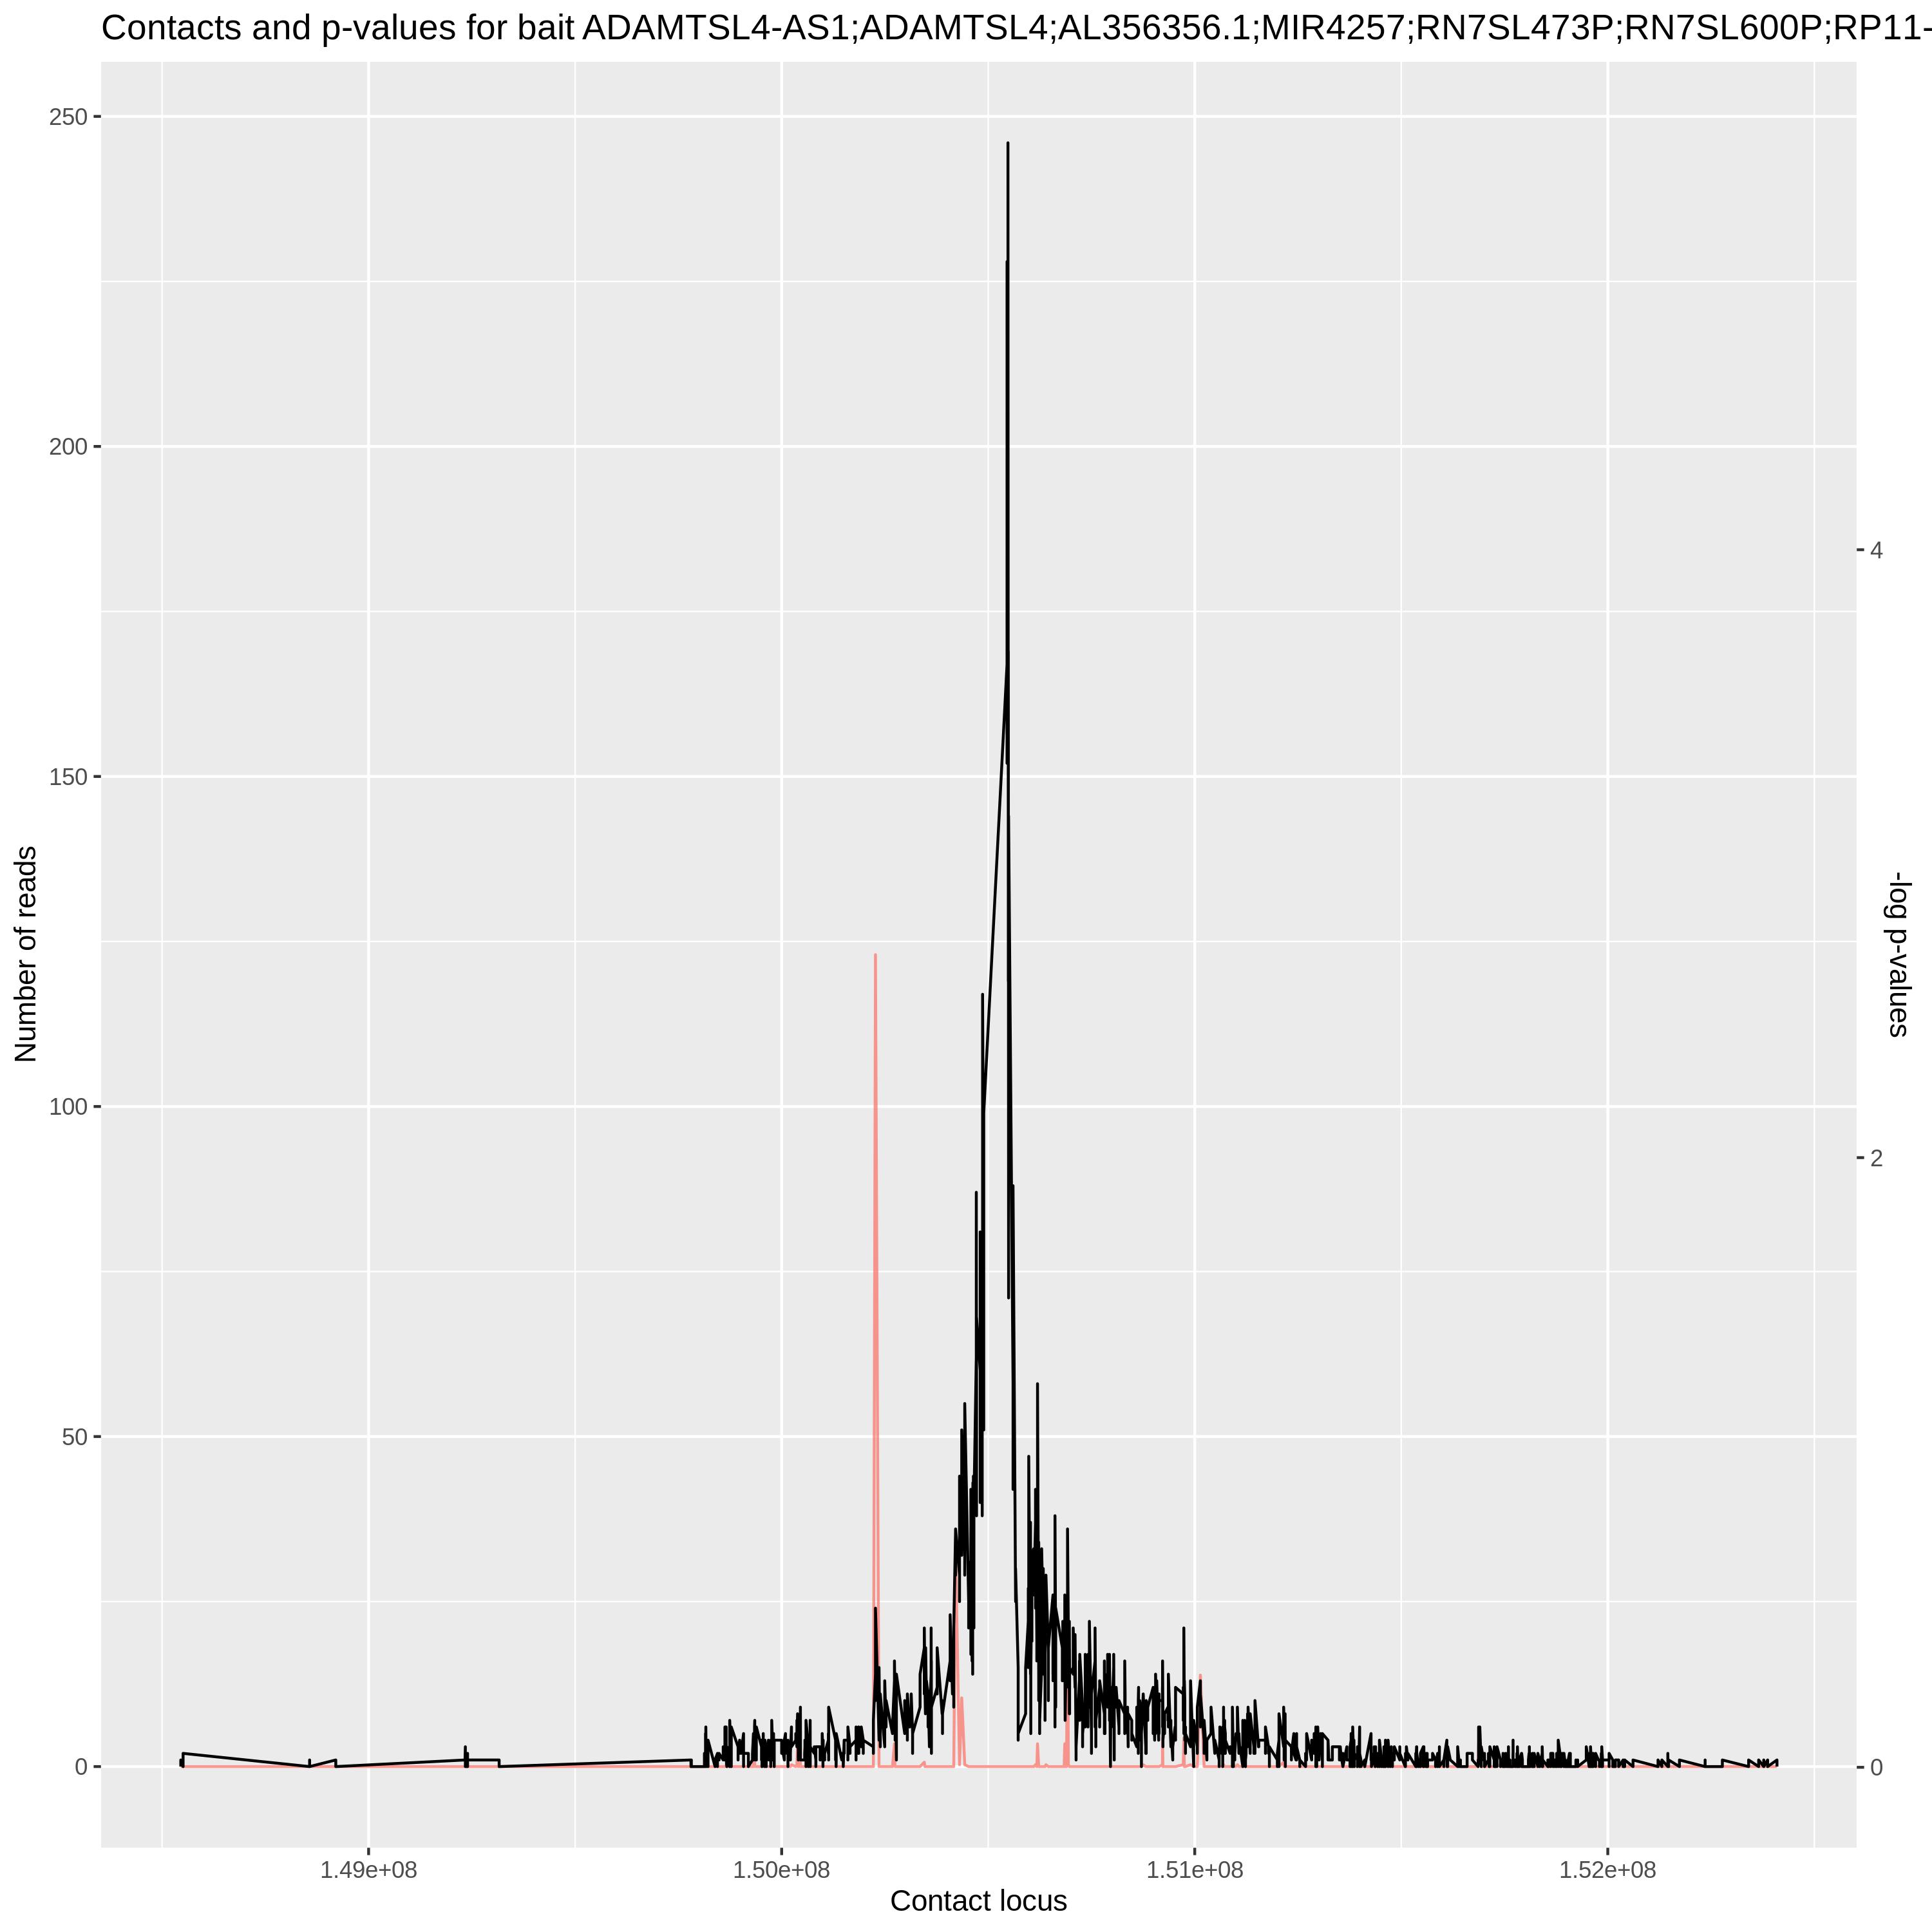 Contacts and p-values for bait ADAMTSL4-AS1;ADAMTSL4;AL356356.1;MIR4257;RN7SL473P;RN7SL600P;RP11-
250
200
150
100
50
0
Number of reads
4
2
0
-log p-values
1.49e+08
1.50e+08
1.51e+08
1.52e+08
Contact locus